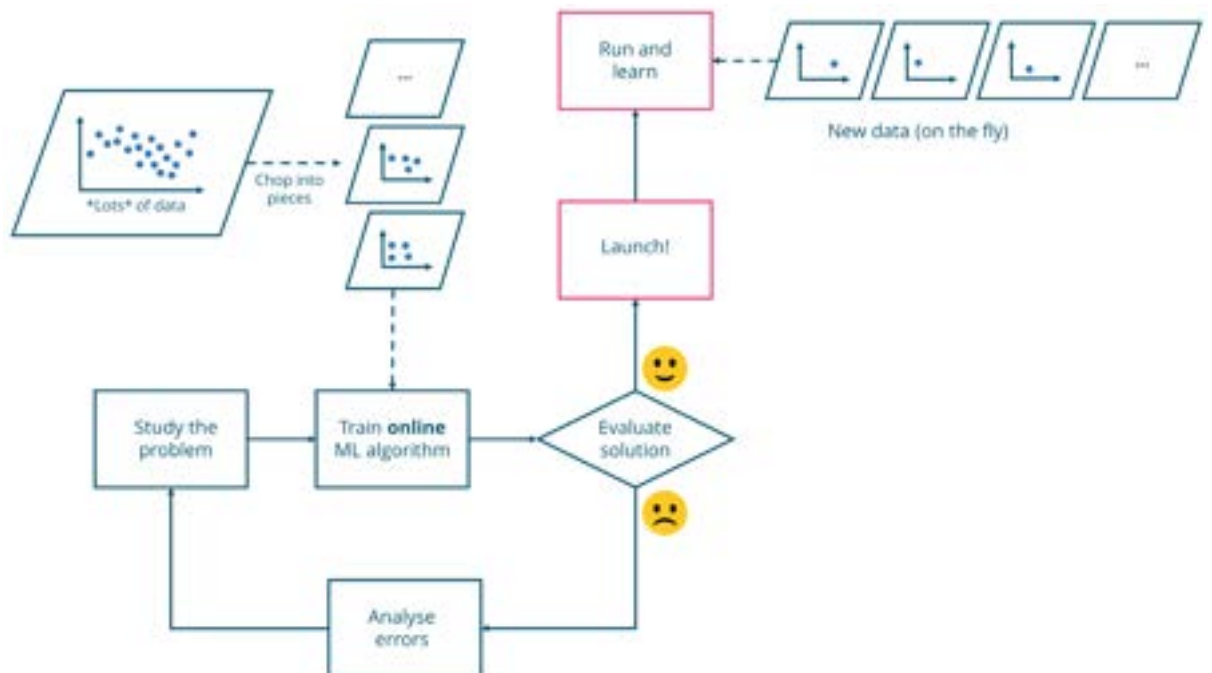 ...
*Lots* of data
Chop into
pieces
Run and
learn
...
New data (on the fly)
Launch!
Study the
problem
Train online
ML algorithm
Evaluate
solution
Analyse
errors